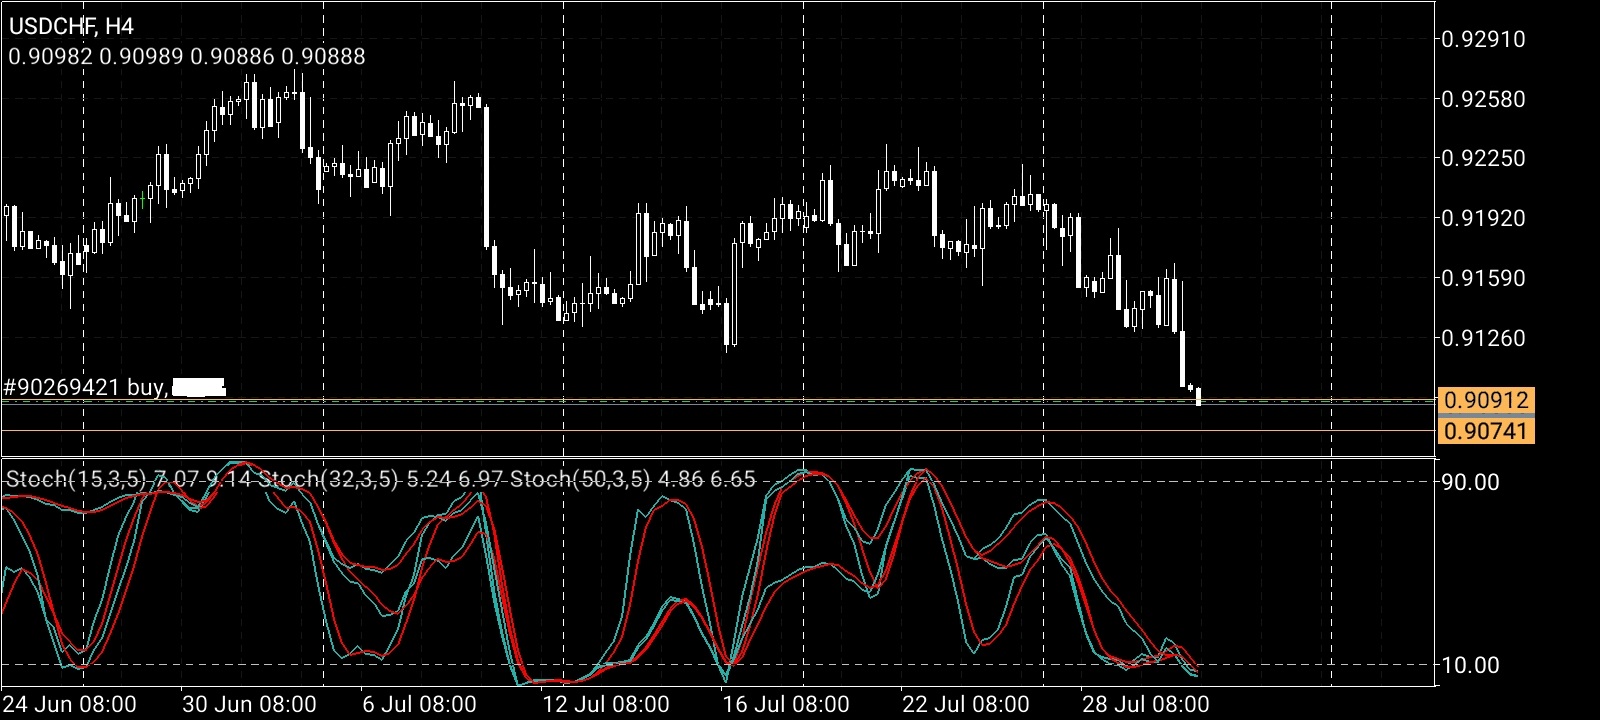 USDCHF, H4
0.90982 0.90989 0.90886 0.90888
0.92910
0.92580
0.92250
0.91920
0.91590
0.91260
#90269421 buy,
0.90912
0.90741
Stoch(15,3,5) 7.07 9.14 Stoch(32,3,5) 5.24 6.97 Stoch(50,3,5) 4.86 6.65
90.00
10.00
24 Jun 08:00 30 Jun 08:00 6 Jul 08:00 12 Jul 08:00 16 Jul 08:00 22 Jul 08:00 28 Jul 08:00